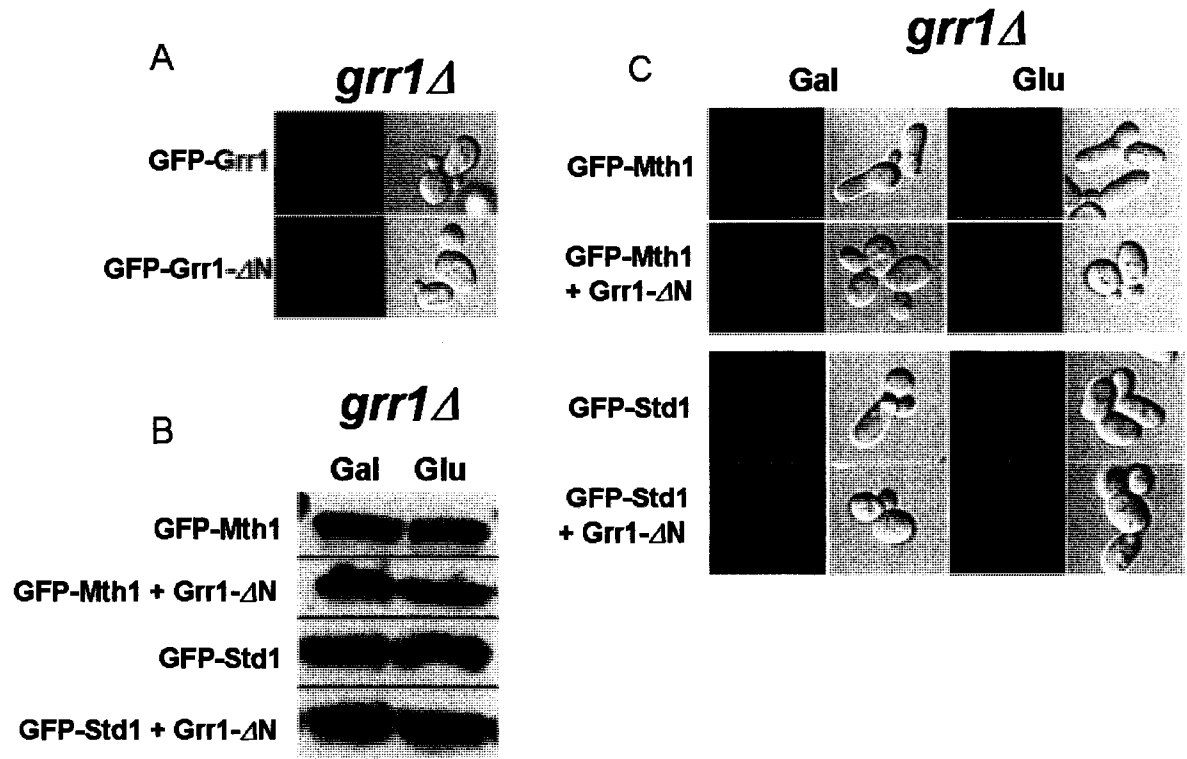 A
grr1Δ
GFP-Grr1
GFP-Grr1-ΔN
B
grr1Δ
Gal Glu
GFP-Mth1
GFP-Mth1 + Grr1-ΔN
GFP-Std1
GFP-Std1 + Grr1-ΔN
C
grr1Δ
Gal Glu
GFP-Mth1
GFP-Mth1
+ Grr1-ΔN
GFP-Std1
GFP-Std1
+ Grr1-ΔN